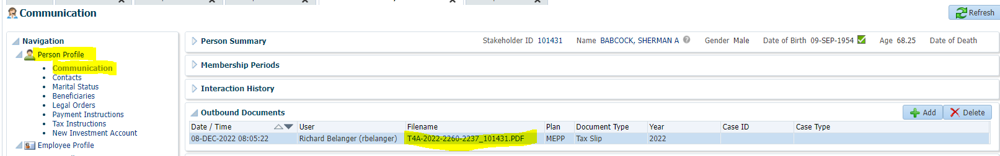 Communication
Refresh
Navigation
Person Profile
Communication
Contacts
Marital Status
Beneficiaries
Legal Orders
Payment Instructions
Tax Instructions
New Investment Account
Employee Profile
Person Summary Stakeholder ID 101431 Name BABCOCK, SHERMAN A Gender Male Date of Birth 09-SEP-1954 Age 68.25 Date of Death
Membership Periods
Interaction History
Outbound Documents Add Delete
Date / Time User Filename Plan Document Type Year Case ID Case Type
08-DEC-2022 08:05:22 Richard Belanger (rbelanger) T4A-2022-2260-2237_101431.PDF MEPP Tax Slip 2022